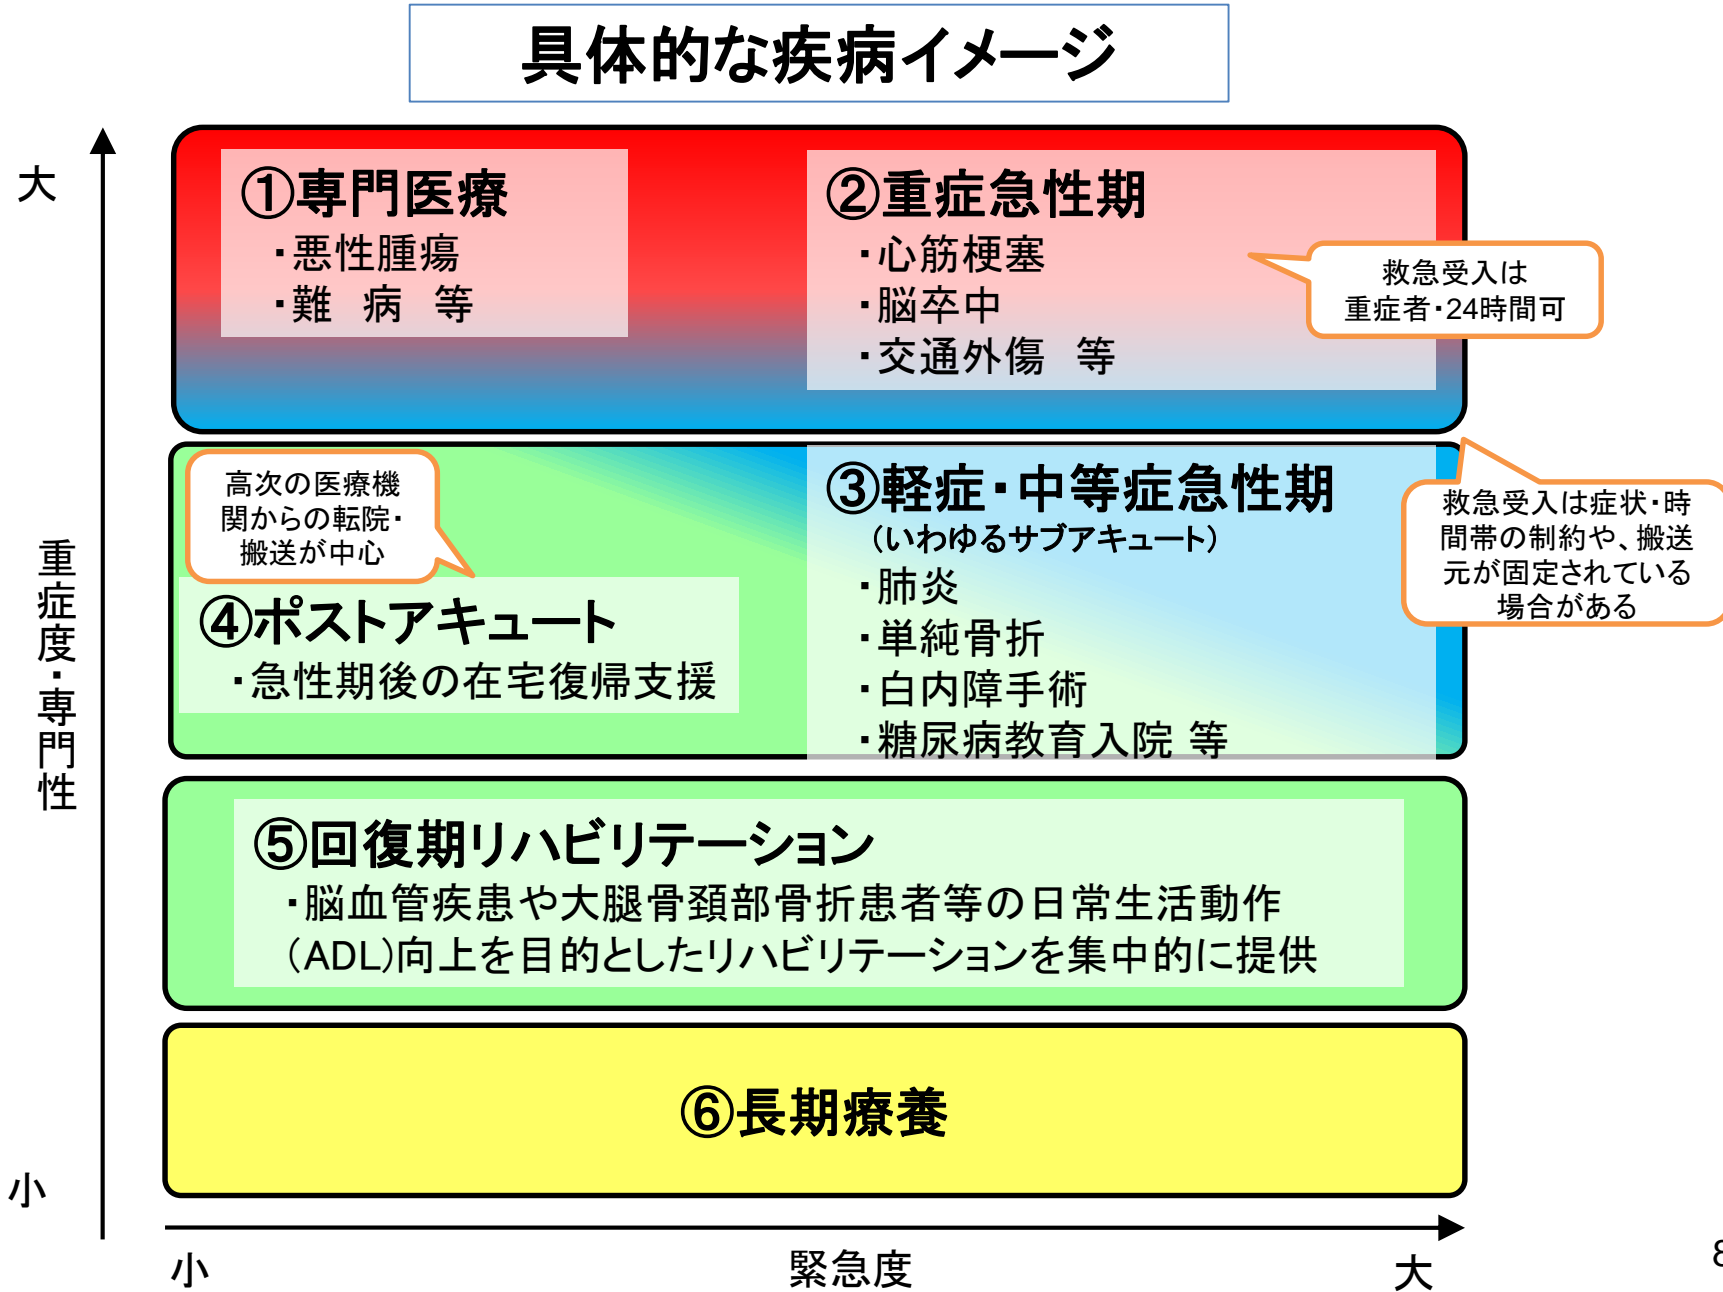 具体的な疾病イメージ
大
①専門医療
・悪性腫瘍
・難　病　等
②重症急性期
・心筋梗塞
・脳卒中
・交通外傷　等
救急受入は
重症者・24時間可
高次の医療機
関からの転院・
搬送が中心
④ポストアキュート
・急性期後の在宅復帰支援
③軽症・中等症急性期
（いわゆるサブアキュート）
・肺炎
・単純骨折
・白内障手術
・糖尿病教育入院 等
救急受入は症状・時
間帯の制約や、搬送
元が固定されている
場合がある
重症度・専門性
⑤回復期リハビリテーション
・脳血管疾患や大腿骨頚部骨折患者等の日常生活動作
（ADL)向上を目的としたリハビリテーションを集中的に提供
⑥長期療養
小
小
緊急度
大
8